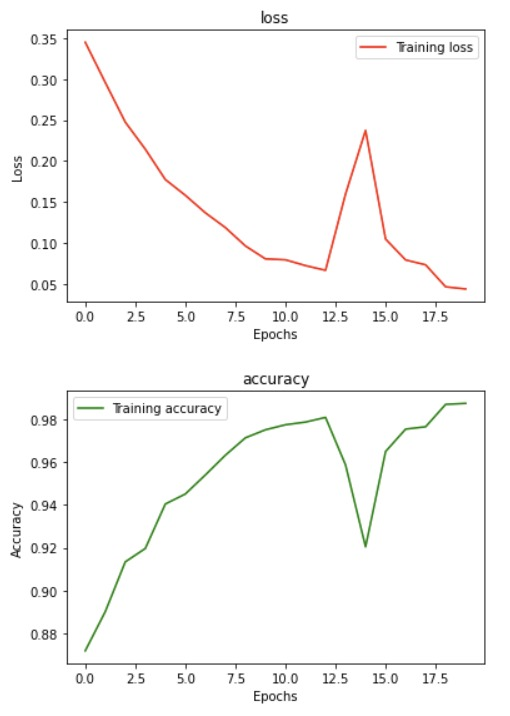 loss
0.35
Training loss
0.30
0.25
0.20
Loss
0.15
0.10
0.05
0.0 2.5 5.0 7.5 10.0 12.5 15.0 17.5
Epochs
accuracy
Training accuracy
0.98
0.96
0.94
Accuracy
0.92
0.90
0.88
0.0 2.5 5.0 7.5 10.0 12.5 15.0 17.5
Epochs